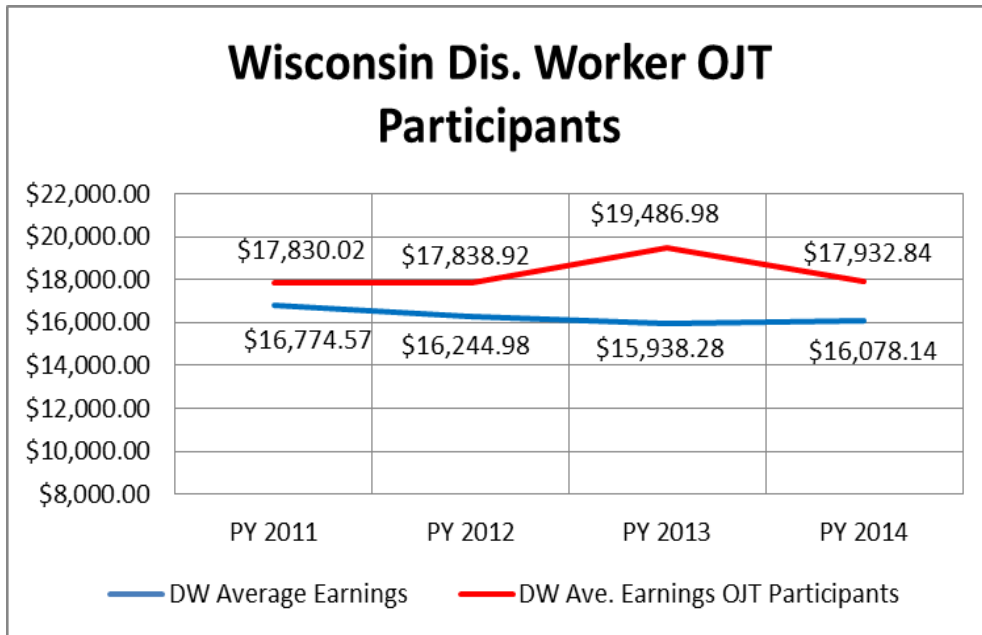 Wisconsin Dis. Worker OJT
Participants
$22,000.00
$20,000.00
$18,000.00
$16,000.00
$14,000.00
$12,000.00
$10,000.00
$8,000.00
$19,486.98
$17,830.02
$17,838.92
$17,932.84
$16,774.57
$16,244.98
$15,938.28
$16,078.14
PY 2011
PY 2012
PY 2013
PY 2014
DW Average Earnings
DW Ave. Earnings OJT Participants